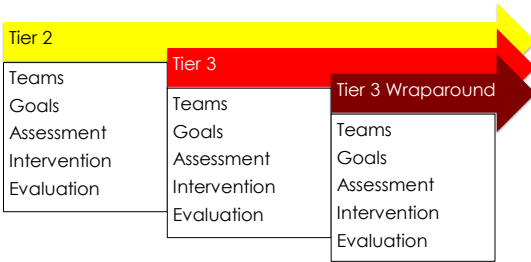 Tier 2
Teams
Goals
Assessment
Intervention
Evaluation
Tier 3
Teams
Goals
Assessment
Intervention
Evaluation
Tier 3 Wraparound
Teams
Goals
Assessment
Intervention
Evaluation